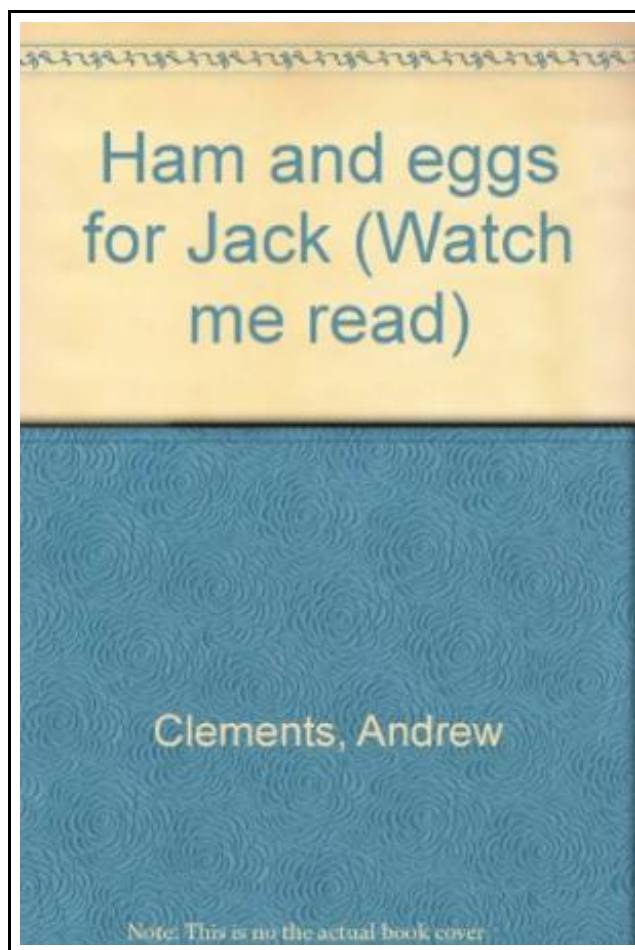 Ham and eggs
for Jack (Watch
me read)
Clements, Andrew
Note: This is no the actual book cover